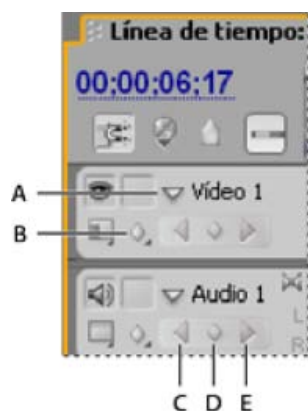 Línea de tiempo:
00;00;06;17
A
Vídeo 1
B
Audio 1
L
R
C D E